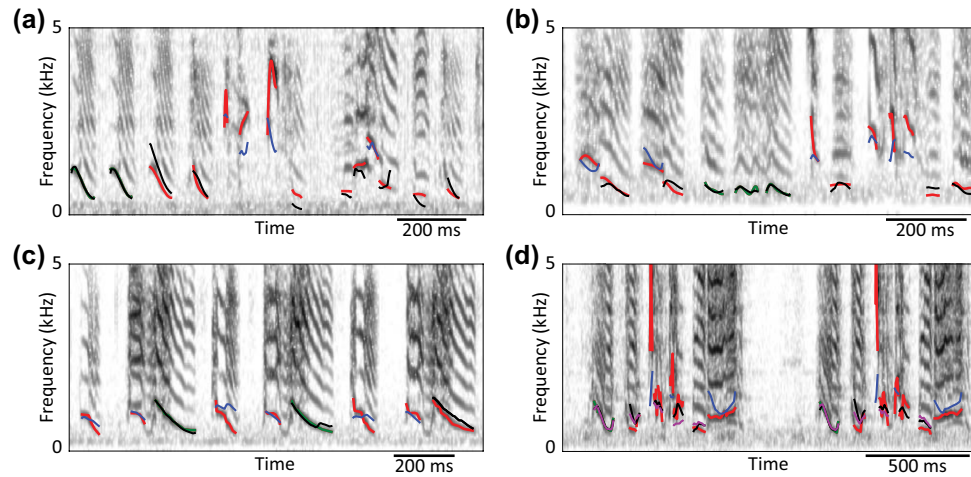 (a)
5
Frequency (kHz)
0
Time
200 ms
(b)
5
Frequency (kHz)
0
Time
200 ms
(c)
5
Frequency (kHz)
0
Time
200 ms
(d)
5
Frequency (kHz)
0
Time
500 ms